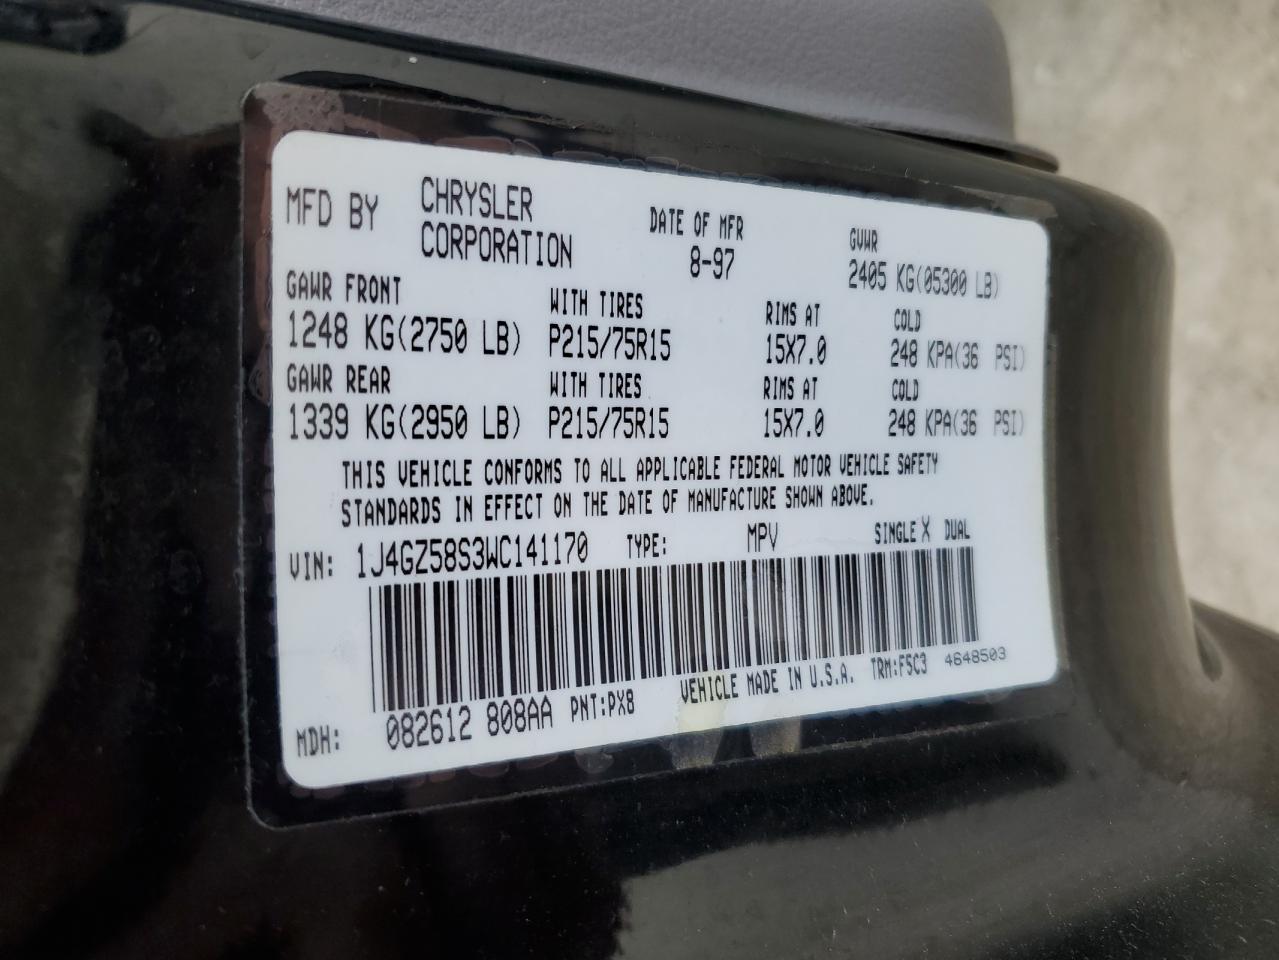 MFD BY CHRYSLER CORPORATION
DATE OF MFR 8-97
GVWR 2405 KG(05300 LB)
GAWR FRONT WITH TIRES RIMS AT COLD
1248 KG(2750 LB) P215/75R15 15X7.0 248 KPA(36 PSI)
GAWR REAR WITH TIRES RIMS AT COLD
1339 KG(2950 LB) P215/75R15 15X7.0 248 KPA(36 PSI)
THIS VEHICLE CONFORMS TO ALL APPLICABLE FEDERAL MOTOR VEHICLE SAFETY
STANDARDS IN EFFECT ON THE DATE OF MANUFACTURE SHOWN ABOVE.
VIN: 1J4GZ58S3WC141170 TYPE: MPV SINGLE X DUAL
MDH: 082612 808AA PNT:PX8 VEHICLE MADE IN U.S.A. TRM:F5C3 4648503